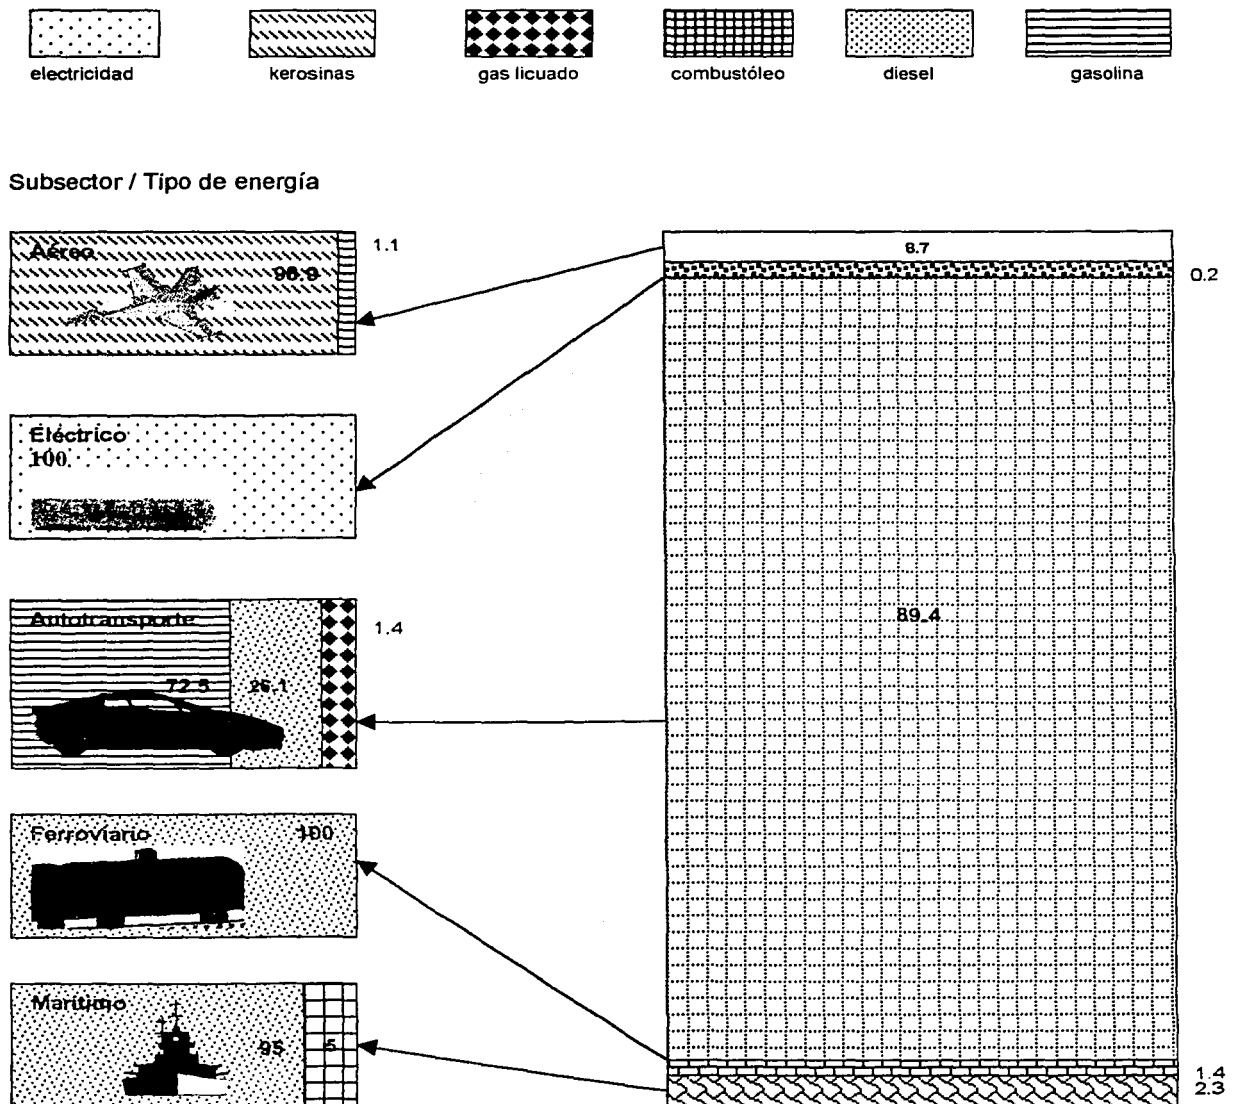 electricidad
kerosinas
gas licuado
combustóleo
diesel
gasolina
Subsector / Tipo de energía
Aéreo
98.9
1.1
Eléctrico
100
Autotransporte
72.5
26.1
1.4
Ferroviario
100
Marítimo
95
5
6.7
0.2
89.4
1.4
2.3